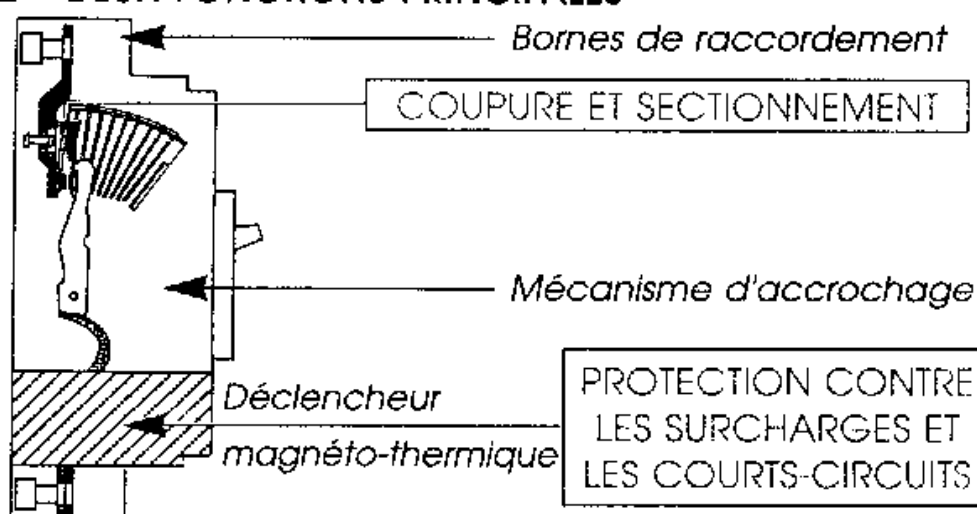 Bornes de raccordement
COUPURE ET SECTIONNEMENT
Mécanisme d'accrochage
Déclencheur
magnéto-thermique
PROTECTION CONTRE
LES SURCHARGES ET
LES COURTS-CIRCUITS